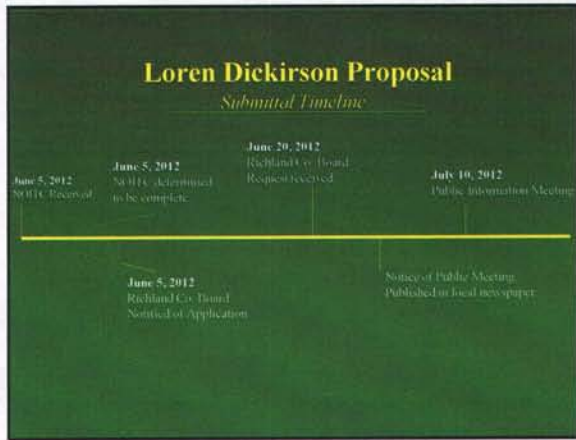 Loren Dickirson Proposal
Submittal Timeline
June 5, 2012
NOITC Received
June 5, 2012
NOITC determined
to be complete
June 20, 2012
Richland Co. Board
Request received
July 10, 2012
Public Information Meeting
June 5, 2012
Richland Co. Board
Notified of Application
Notice of Public Meeting
Published in local newspaper